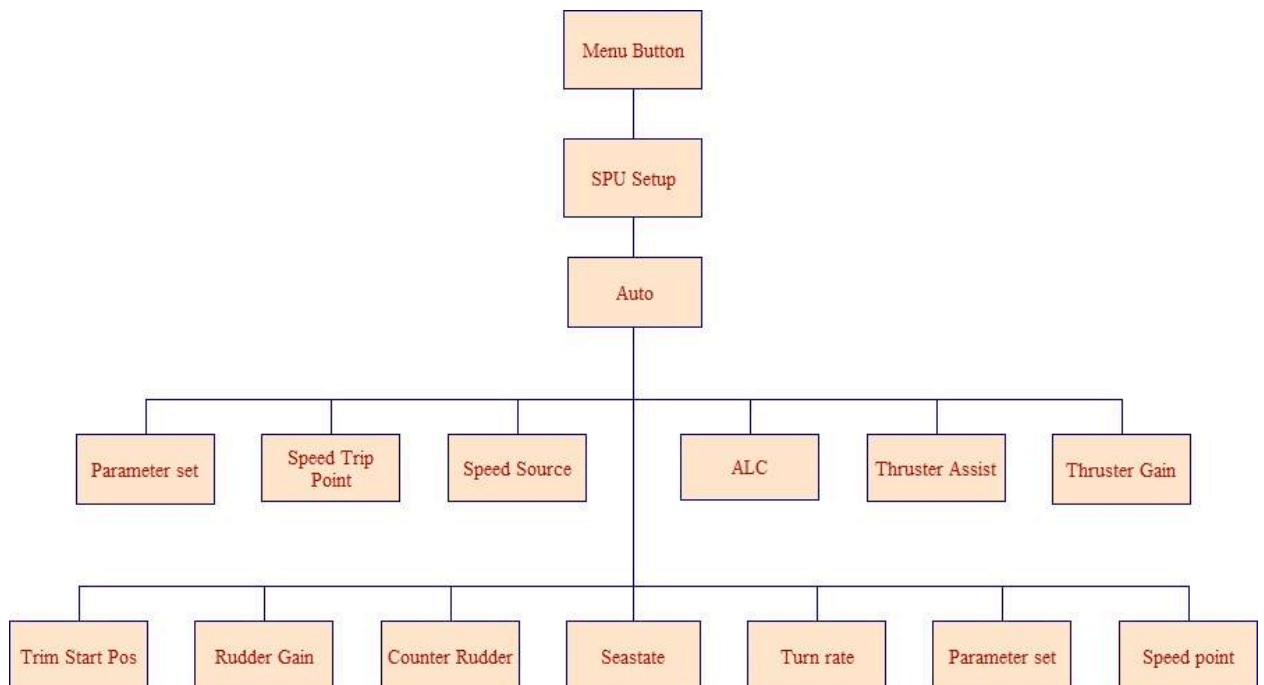 Menu Button
SPU Setup
Auto
Parameter set
Speed Trip
Point
Speed Source
ALC
Thruster Assist
Thruster Gain
Trim Start Pos
Rudder Gain
Counter Rudder
Seastate
Turn rate
Parameter set
Speed point